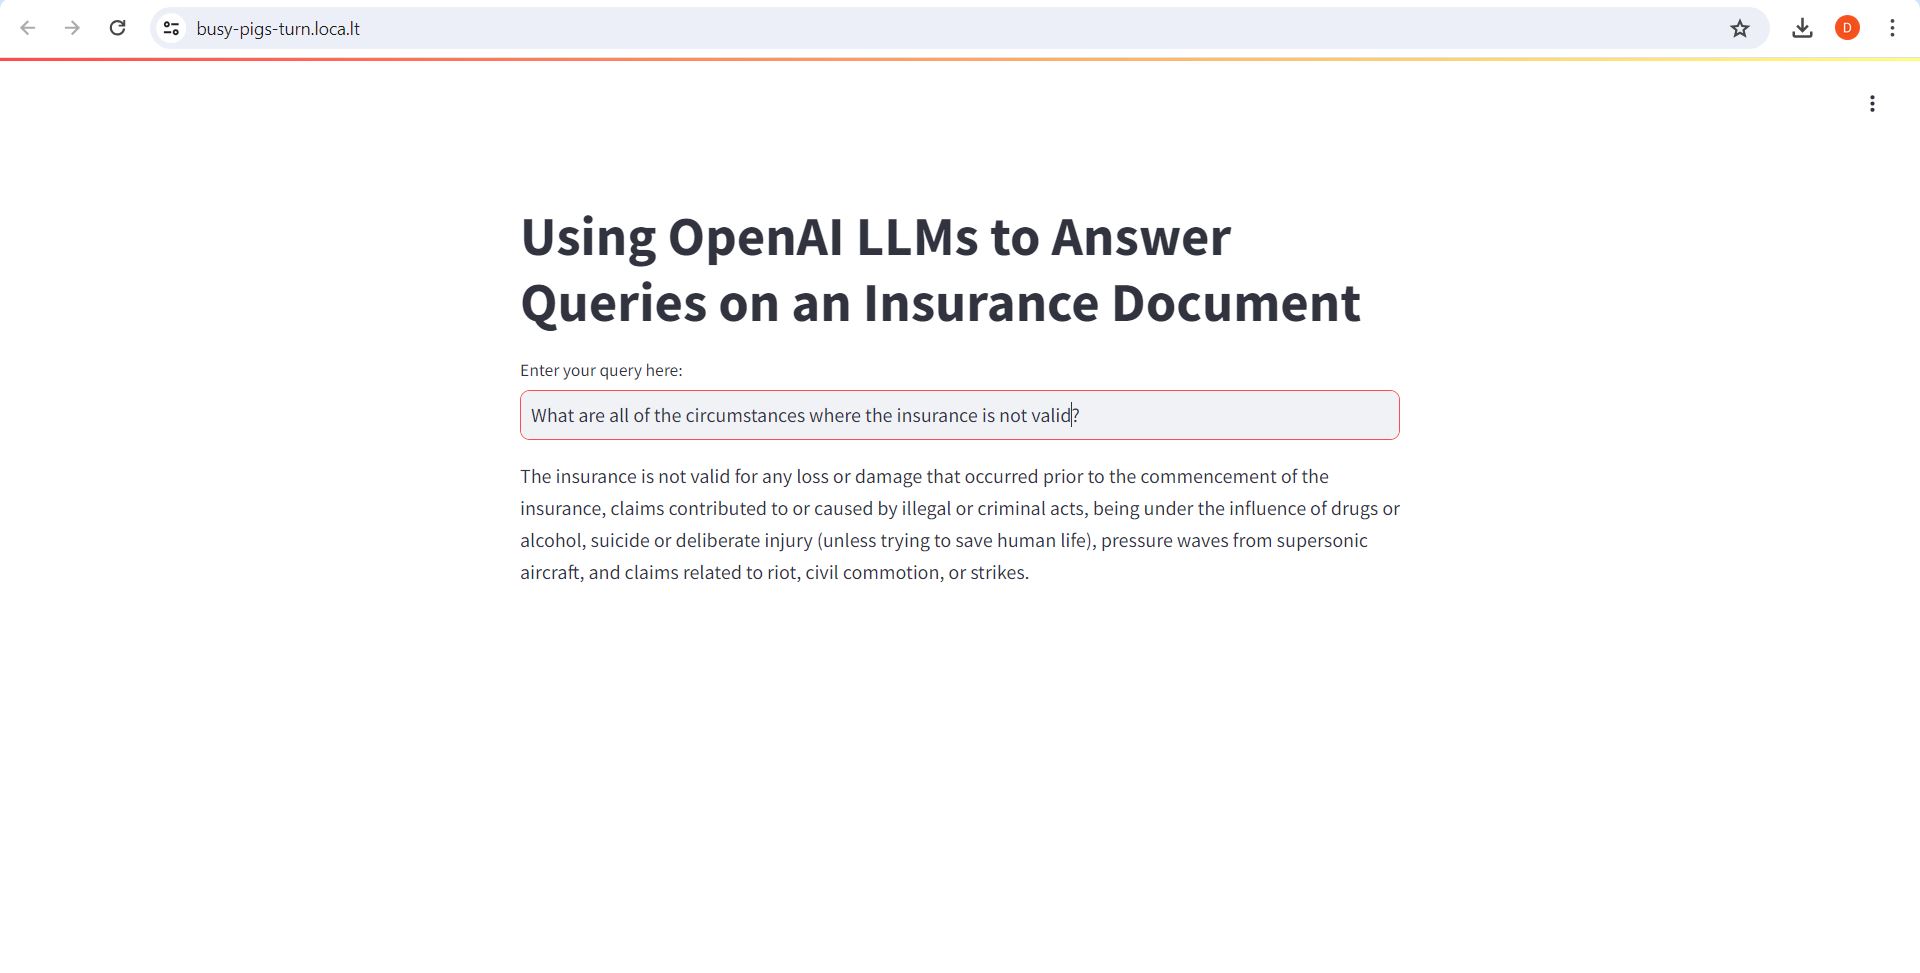 busy-pigs-turn.loca.lt
D
Using OpenAI LLMs to Answer
Queries on an Insurance Document
Enter your query here:
What are all of the circumstances where the insurance is not valid?
The insurance is not valid for any loss or damage that occurred prior to the commencement of the
insurance, claims contributed to or caused by illegal or criminal acts, being under the influence of drugs or
alcohol, suicide or deliberate injury (unless trying to save human life), pressure waves from supersonic
aircraft, and claims related to riot, civil commotion, or strikes.